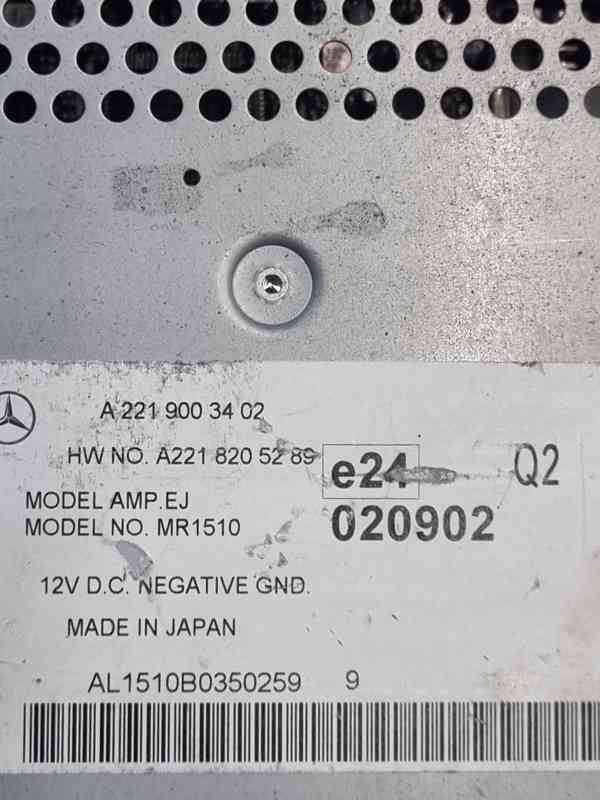 A 221 900 34 02
HW NO. A221 820 52 89
e24
Q2
MODEL AMP.EJ
MODEL NO. MR1510
020902
12V D.C. NEGATIVE GND.
MADE IN JAPAN
AL1510B0350259 9